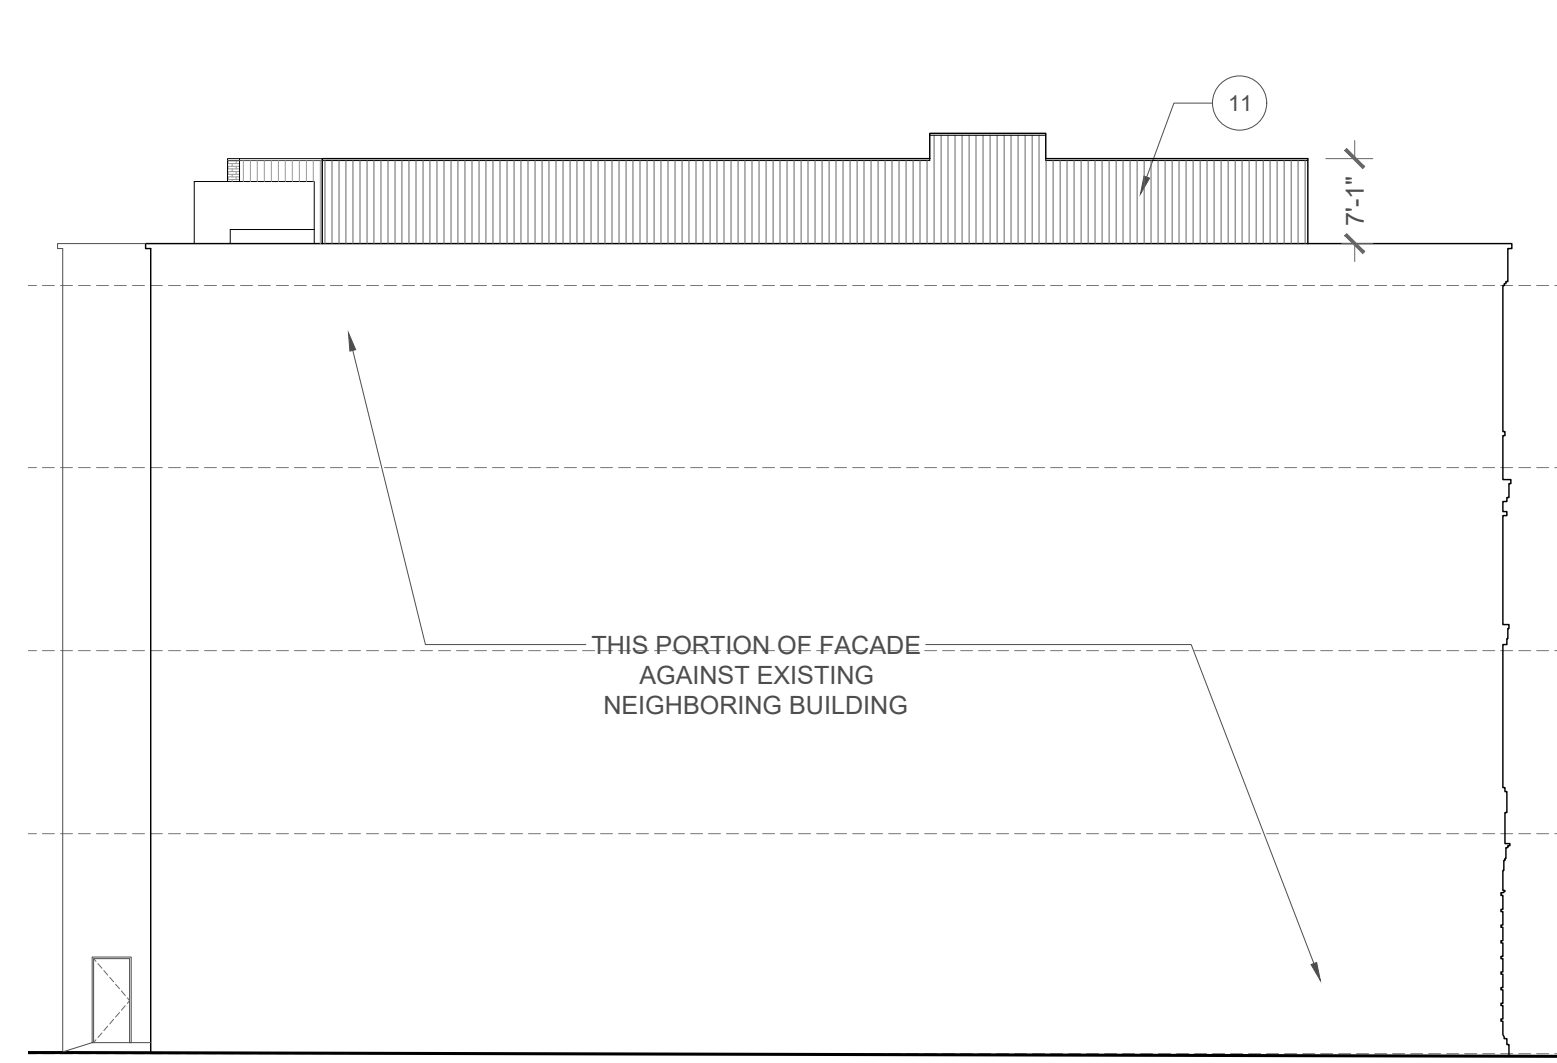 11
7'-1"
THIS PORTION OF FACADE
AGAINST EXISTING
NEIGHBORING BUILDING